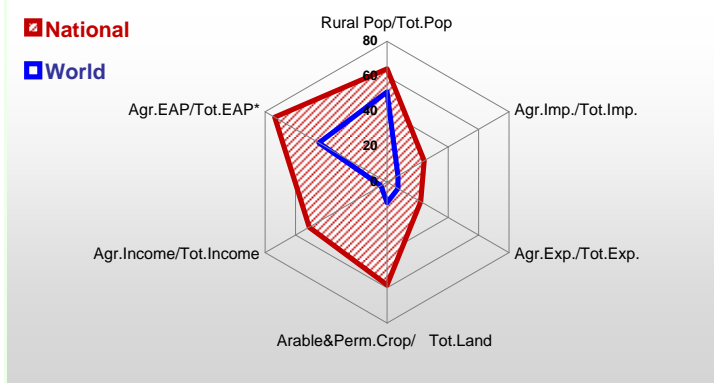 National
World
Rural Pop/Tot.Pop
80
60
40
20
0
Agr.EAP/Tot.EAP*
Agr.Imp./Tot.Imp.
Agr.Income/Tot.Income
Agr.Exp./Tot.Exp.
Arable&Perm.Crop/ Tot.Land